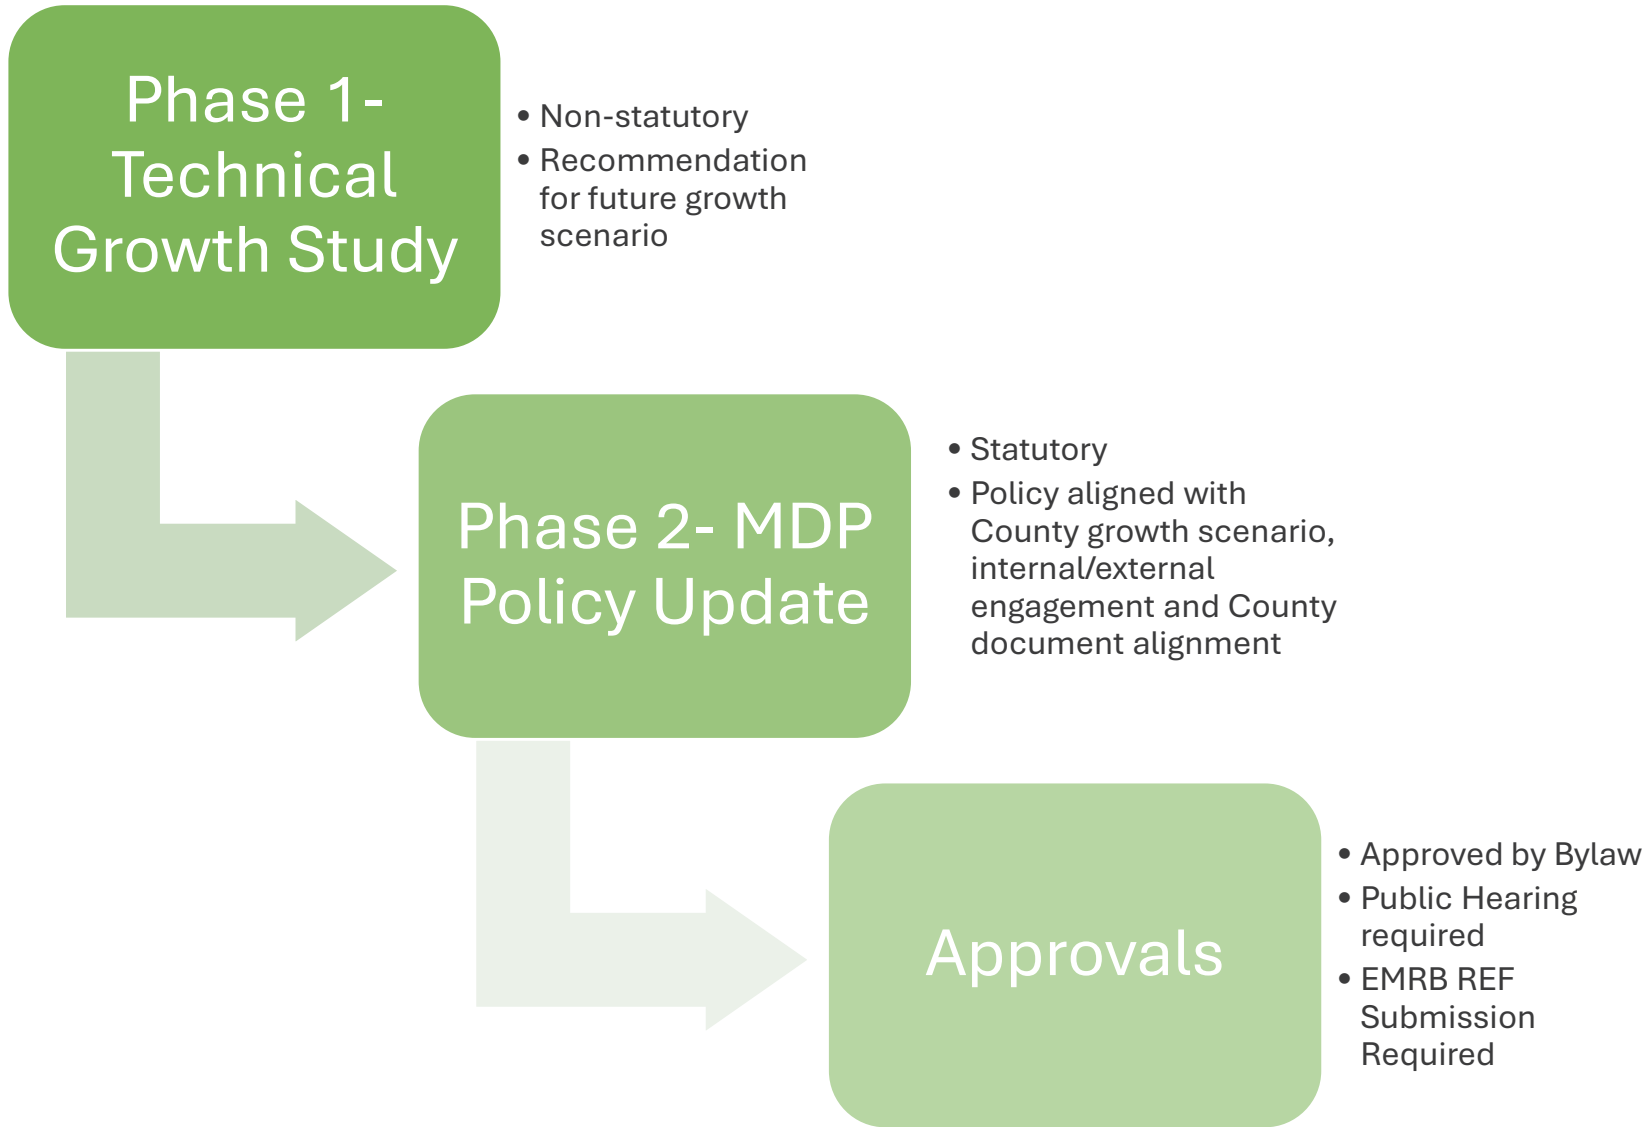 Phase 1-
Technical
Growth Study
• Non-statutory
• Recommendation
for future growth
scenario
Phase 2- MDP
Policy Update
• Statutory
• Policy aligned with
County growth scenario,
internal/external
engagement and County
document alignment
Approvals
• Approved by Bylaw
• Public Hearing
required
• EMRB REF
Submission
Required